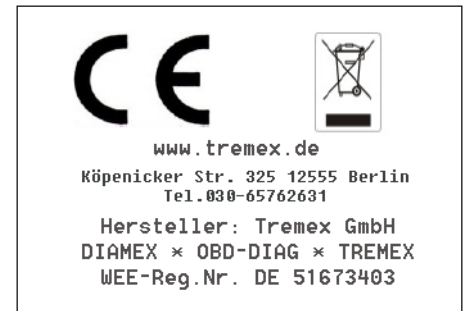 CE
www.tremex.de
Köpenicker Str. 325 12555 Berlin
Tel.030-65762631
Hersteller: Tremex GmbH
DIAMEX × OBD-DIAG × TREMEX
WEE-Reg.Nr. DE 51673403